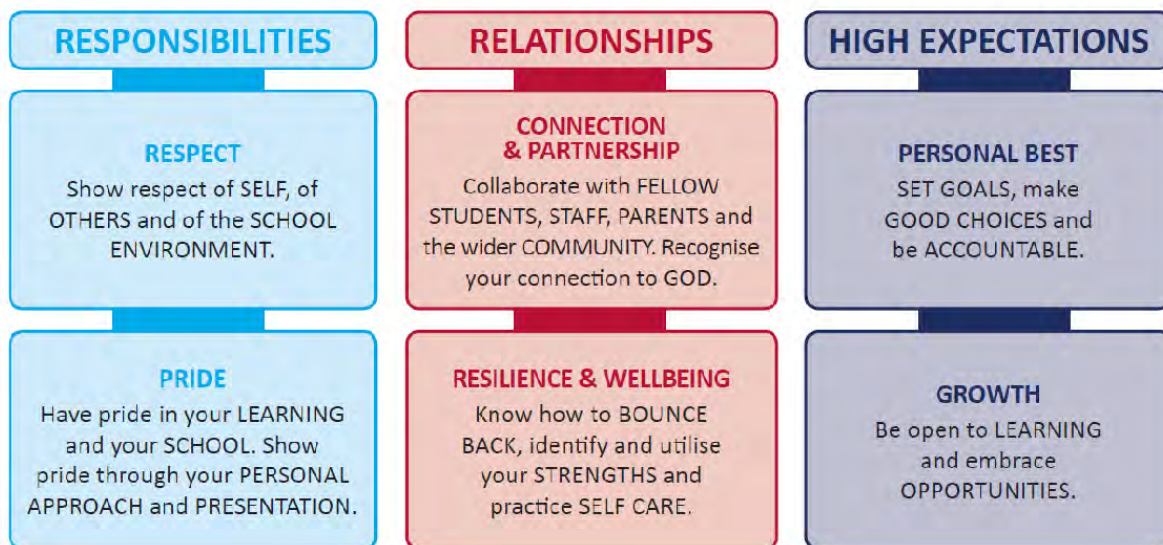 RESPONSIBILITIES
RESPECT
Show respect of SELF, of
OTHERS and of the SCHOOL
ENVIRONMENT.
PRIDE
Have pride in your LEARNING
and your SCHOOL. Show
pride through your PERSONAL
APPROACH and PRESENTATION.
RELATIONSHIPS
CONNECTION
& PARTNERSHIP
Collaborate with FELLOW
STUDENTS, STAFF, PARENTS and
the wider COMMUNITY. Recognise
your connection to GOD.
RESILIENCE & WELLBEING
Know how to BOUNCE
BACK, identify and utilise
your STRENGTHS and
practice SELF CARE.
HIGH EXPECTATIONS
PERSONAL BEST
SET GOALS, make
GOOD CHOICES and
be ACCOUNTABLE.
GROWTH
Be open to LEARNING
and embrace
OPPORTUNITIES.